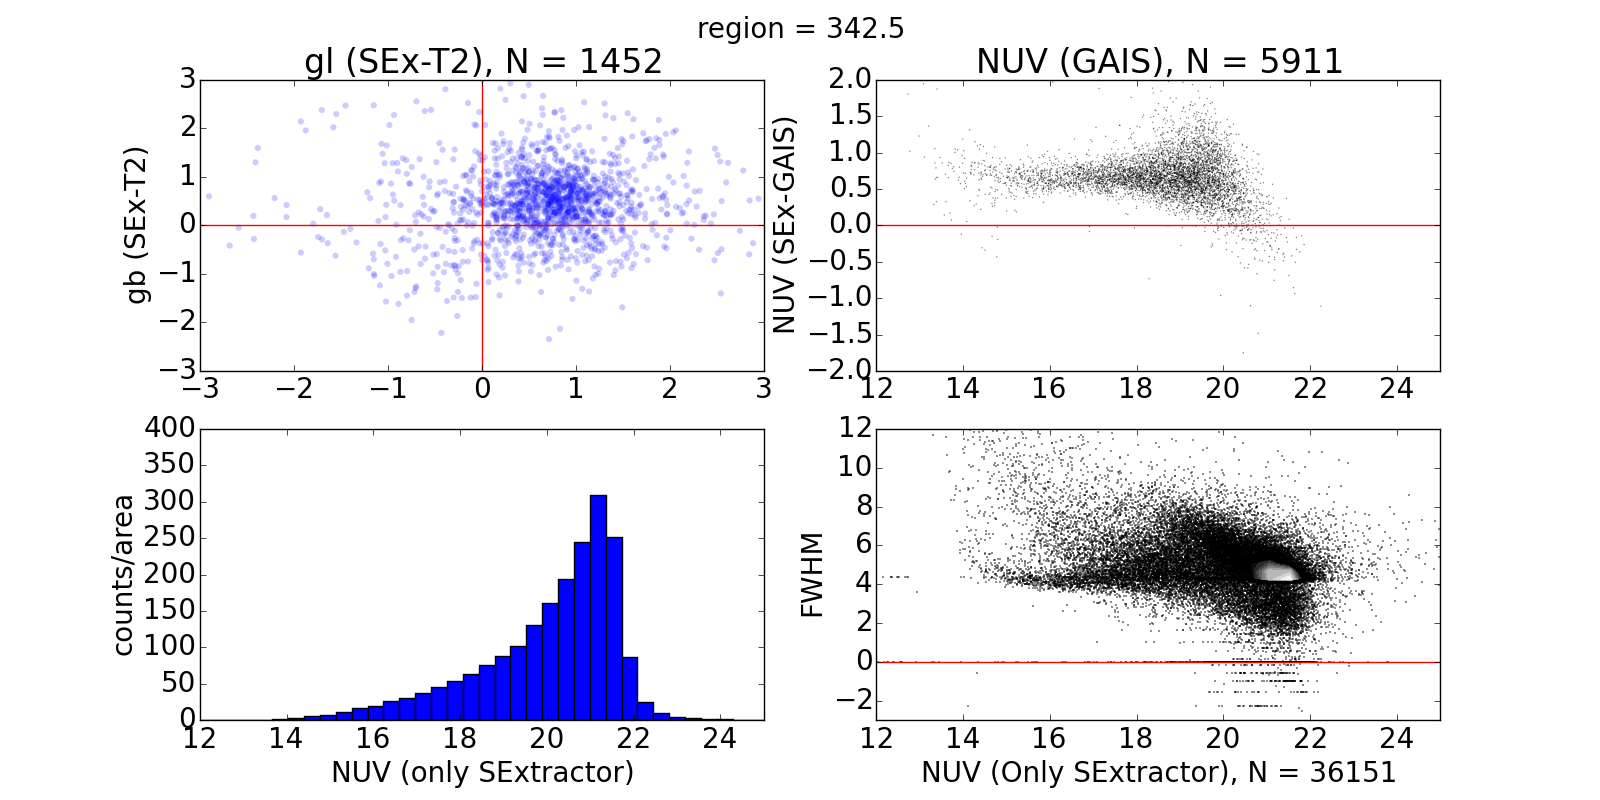 region = 342.5
gl (SEx-T2), N = 1452
3
2
1
0
−1
−2
−3
gb (SEx-T2)
−3 −2 −1 0 1 2 3
NUV (GAIS), N = 5911
2.0
1.5
1.0
0.5
0.0
−0.5
−1.0
−1.5
−2.0
NUV (SEx-GAIS)
12 14 16 18 20 22 24
400
350
300
250
200
150
100
50
0
counts/area
12 14 16 18 20 22 24
NUV (only SExtractor)
12
10
8
6
4
2
0
−2
FWHM
12 14 16 18 20 22 24
NUV (Only SExtractor), N = 36151